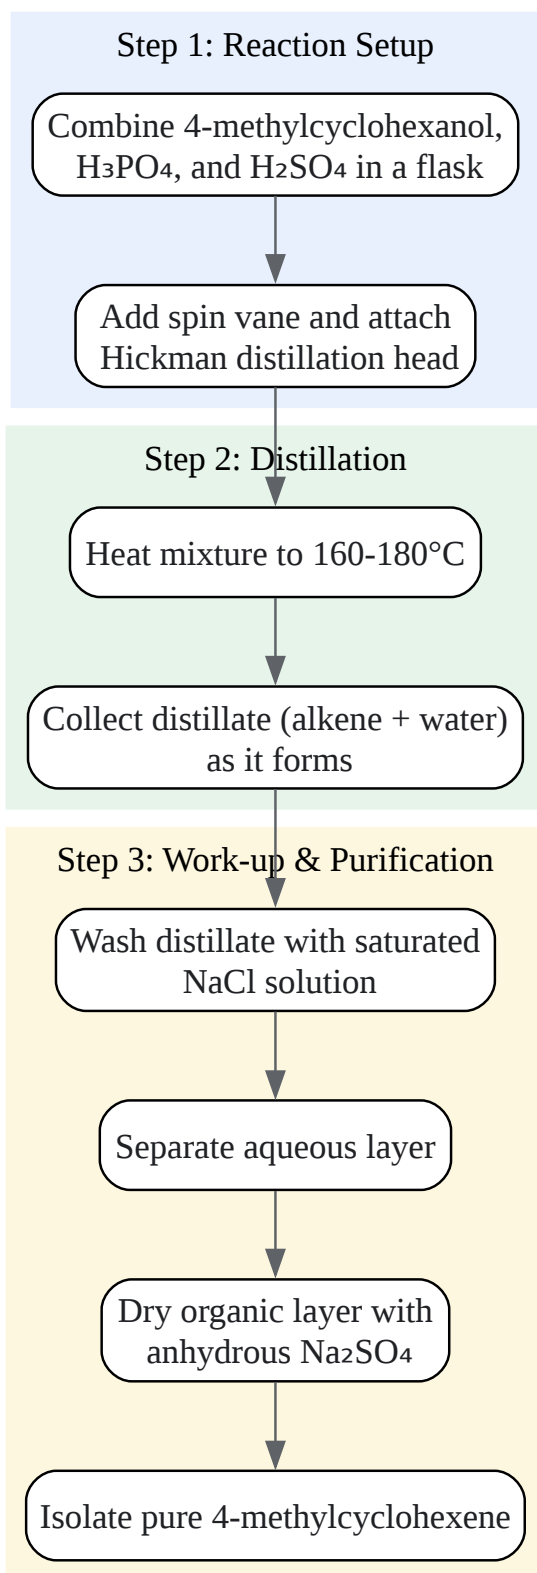 Step 1: Reaction Setup
Combine 4-methylcyclohexanol,
H₃PO₄, and H₂SO₄ in a flask
Add spin vane and attach
Hickman distillation head
Step 2: Distillation
Heat mixture to 160-180°C
Collect distillate (alkene + water)
as it forms
Step 3: Work-up & Purification
Wash distillate with saturated
NaCl solution
Separate aqueous layer
Dry organic layer with
anhydrous Na₂SO₄
Isolate pure 4-methylcyclohexene